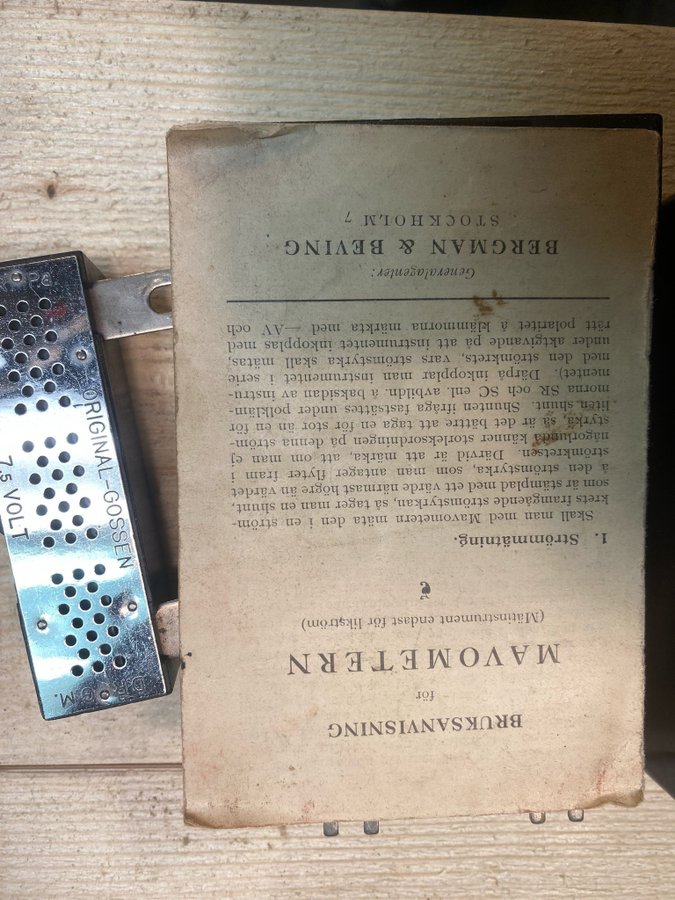 BRUKSANVISNING
för
MAVOMETERN
(Mätinstrument endast för likström)
1. Strömmätning.
Skall man med Mavometern mäta den i en ström-
krets framgående strömstyrkan, så tager man en shunt,
som är stämplad med ett värde närmast högre än värdet
å den strömstyrka, som man antager flyter fram i
strömkretsen. Därvid är att märka, att om man ej
någorlunda känner storleksordningen på denna ström-
styrka, så är det bättre att taga en för stor än en för
liten shunt. Shunten ifråga fastsättes under polkläm-
morna SR och SC enl. avbildn. å baksidan av instru-
mentet). Därpå inkopplar man instrumentet i serie
med den strömkrets, vars strömstyrka skall mätas,
under aktgivande på att instrumentet inkopplas med
rätt polaritet å klämmorna märkta med —AV och
Generalagenter:
BERGMAN & BEVING
STOCKHOLM 7
ORIGINAL-GOSSEN
7,5 VOLT
D.R.G.M.